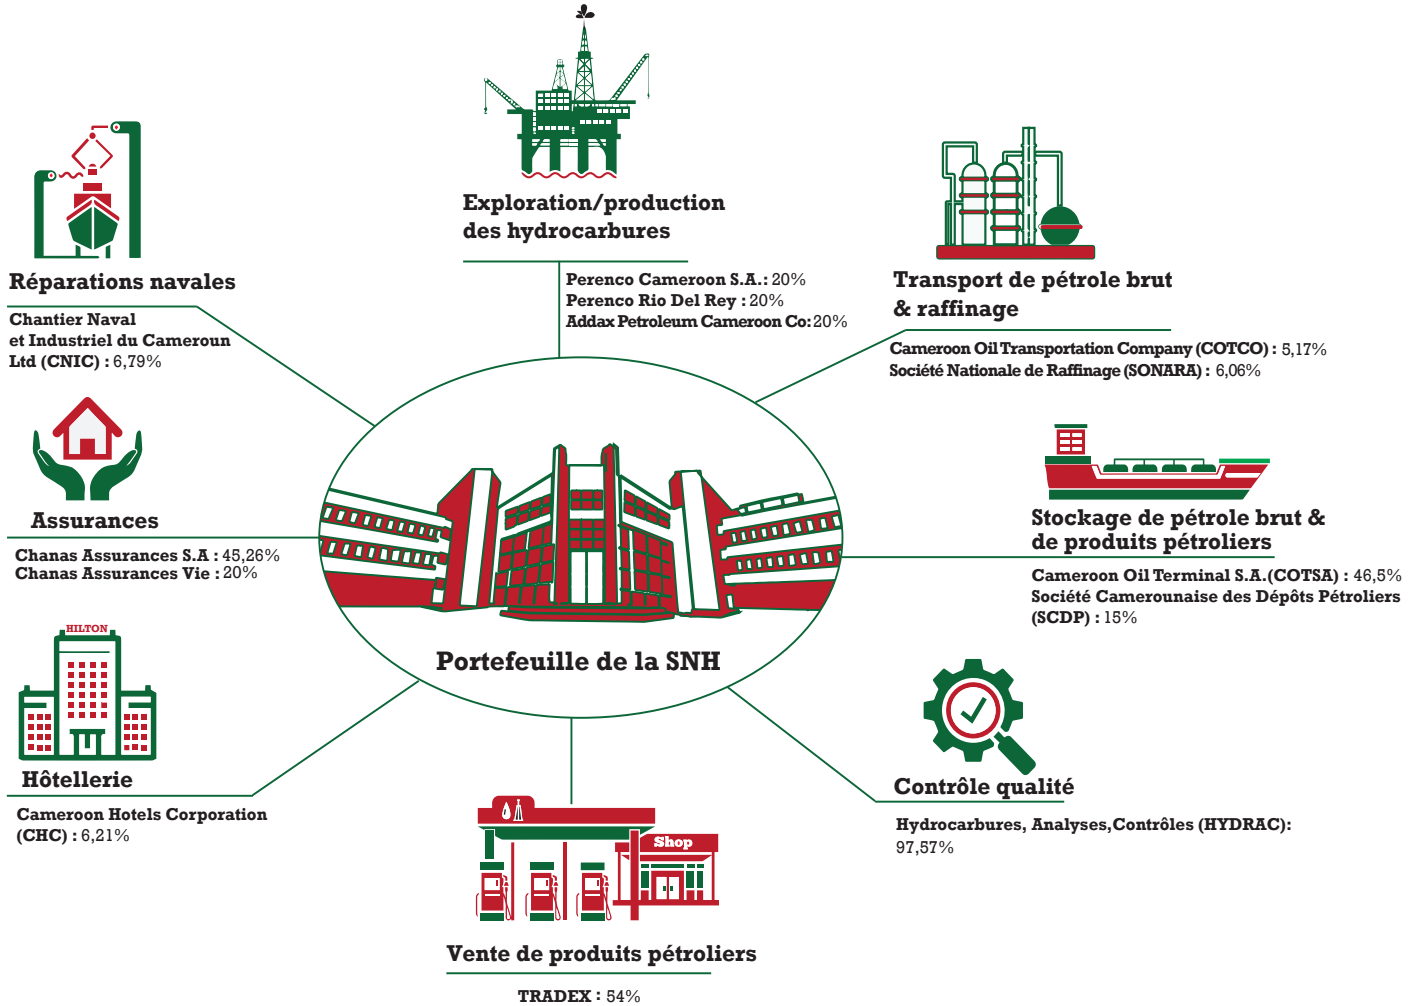 Exploration/production
des hydrocarbures
Perenco Cameroon S.A.: 20%
Perenco Rio Del Rey : 20%
Addax Petroleum Cameroon Co: 20%
Réparations navales
Chantier Naval
et Industriel du Cameroun
Ltd (CNIC) : 6,79%
Transport de pétrole brut
& raffinage
Cameroon Oil Transportation Company (COTCO) : 5,17%
Société Nationale de Raffinage (SONARA) : 6,06%
Assurances
Chanas Assurances S.A : 45,26%
Chanas Assurances Vie : 20%
Stockage de pétrole brut &
de produits pétroliers
Cameroon Oil Terminal S.A.(COTSA) : 46,5%
Société Camerounaise des Dépôts Pétroliers
(SCDP) : 15%
Portefeuille de la SNH
HILTON
Hôtellerie
Cameroon Hotels Corporation
(CHC) : 6,21%
Contrôle qualité
Hydrocarbures, Analyses,Contrôles (HYDRAC):
97,57%
Shop
Vente de produits pétroliers
TRADEX : 54%